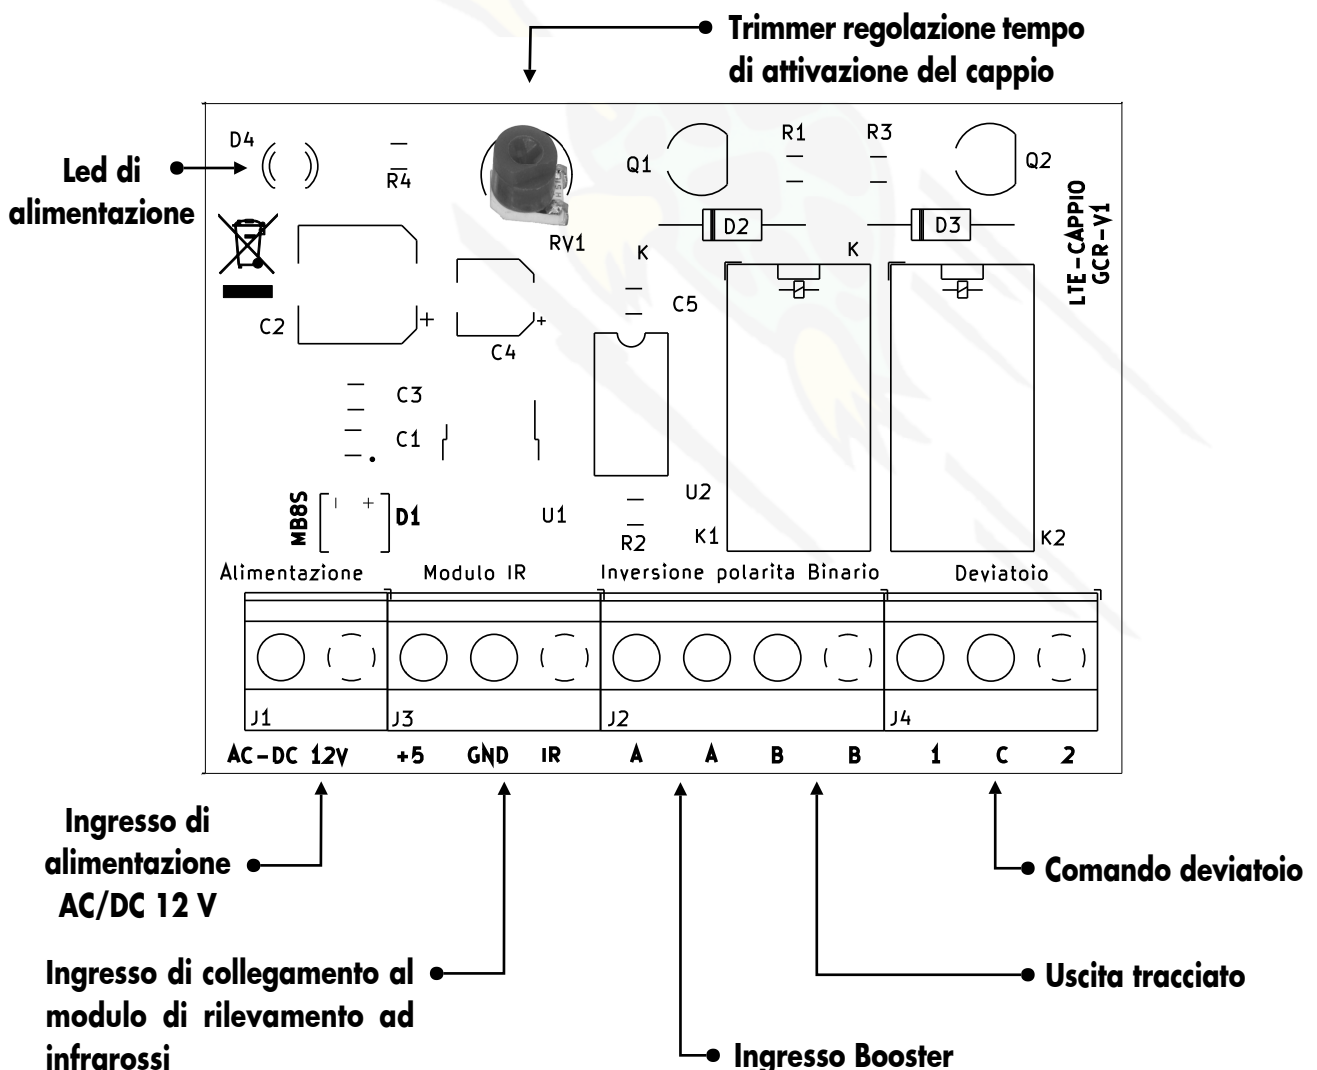 Trimmer regolazione tempo
di attivazione del cappio
Led di
alimentazione
D4
R4
RV1
Q1
R1
R3
Q2
D2
D3
K
K
LTE-CAPPIO
GCR-V1
C2
+
C4
+
C5
C3
C1
MB8S
- +
D1
U1
U2
R2
K1
K2
Alimentazione
Modulo IR
Inversione polarita Binario
Deviatoio
J1
J3
J2
J4
AC-DC 12V
+5 GND IR
A A B B
1 C 2
Ingresso di
alimentazione
AC/DC 12 V
Ingresso di collegamento al
modulo di rilevamento ad
infrarossi
Comando deviatoio
Uscita tracciato
Ingresso Booster